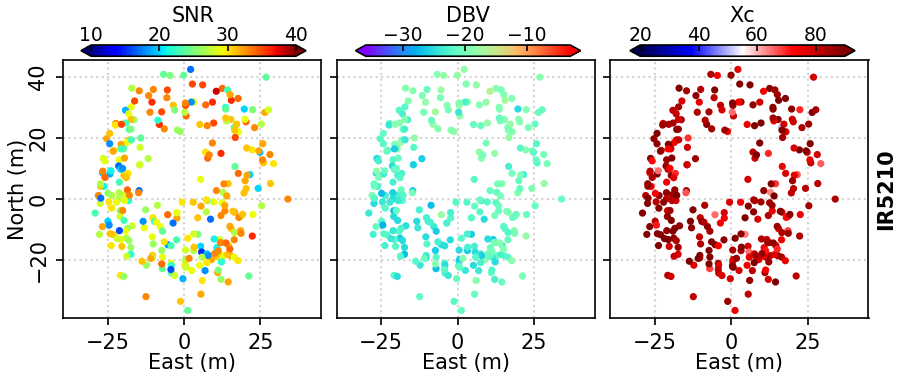 SNR DBV Xc
10 20 30 40 −30 −20 −10 20 40 60 80
North (m)
40
20
0
−20
IR5210
−25 0 25 −25 0 25 −25 0 25
East (m) East (m) East (m)